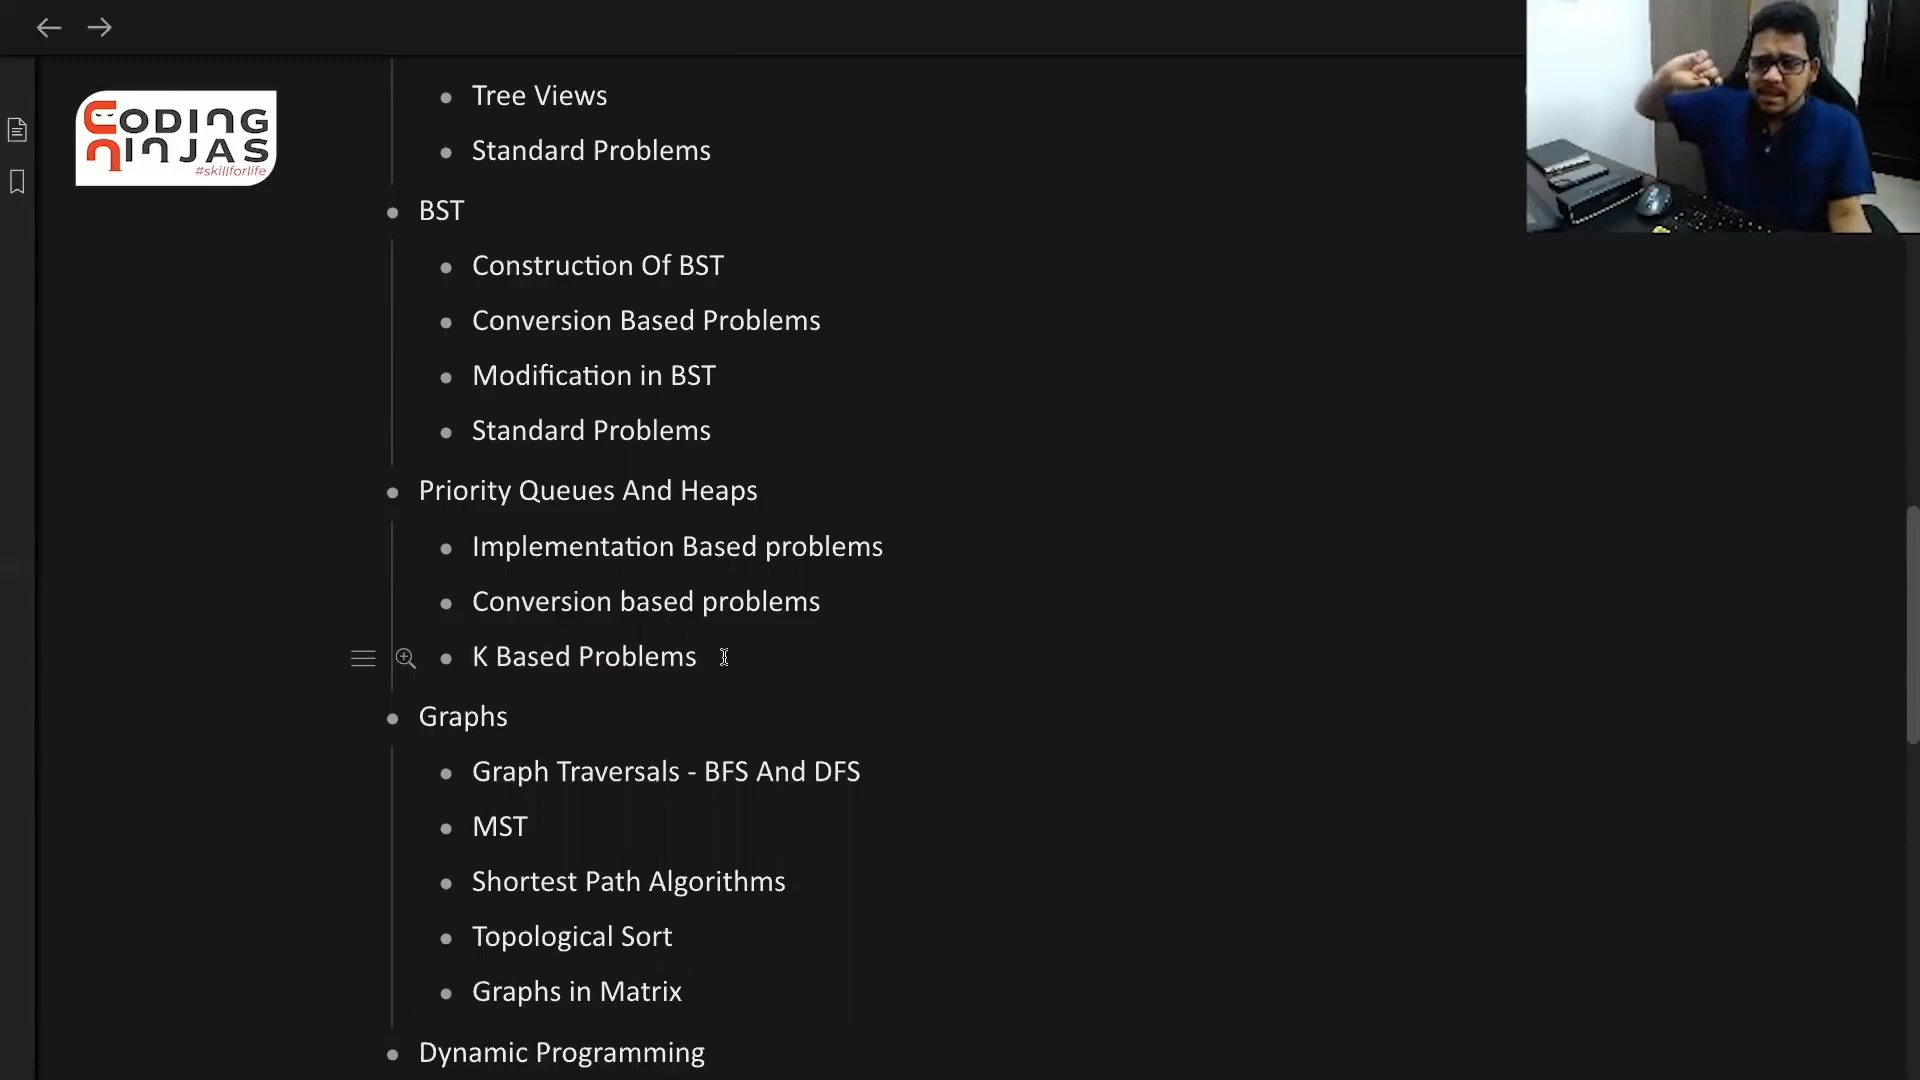 CODING
NINJAS
#skillforlife
Tree Views
Standard Problems
BST
Construction Of BST
Conversion Based Problems
Modification in BST
Standard Problems
Priority Queues And Heaps
Implementation Based problems
Conversion based problems
K Based Problems
Graphs
Graph Traversals - BFS And DFS
MST
Shortest Path Algorithms
Topological Sort
Graphs in Matrix
Dynamic Programming